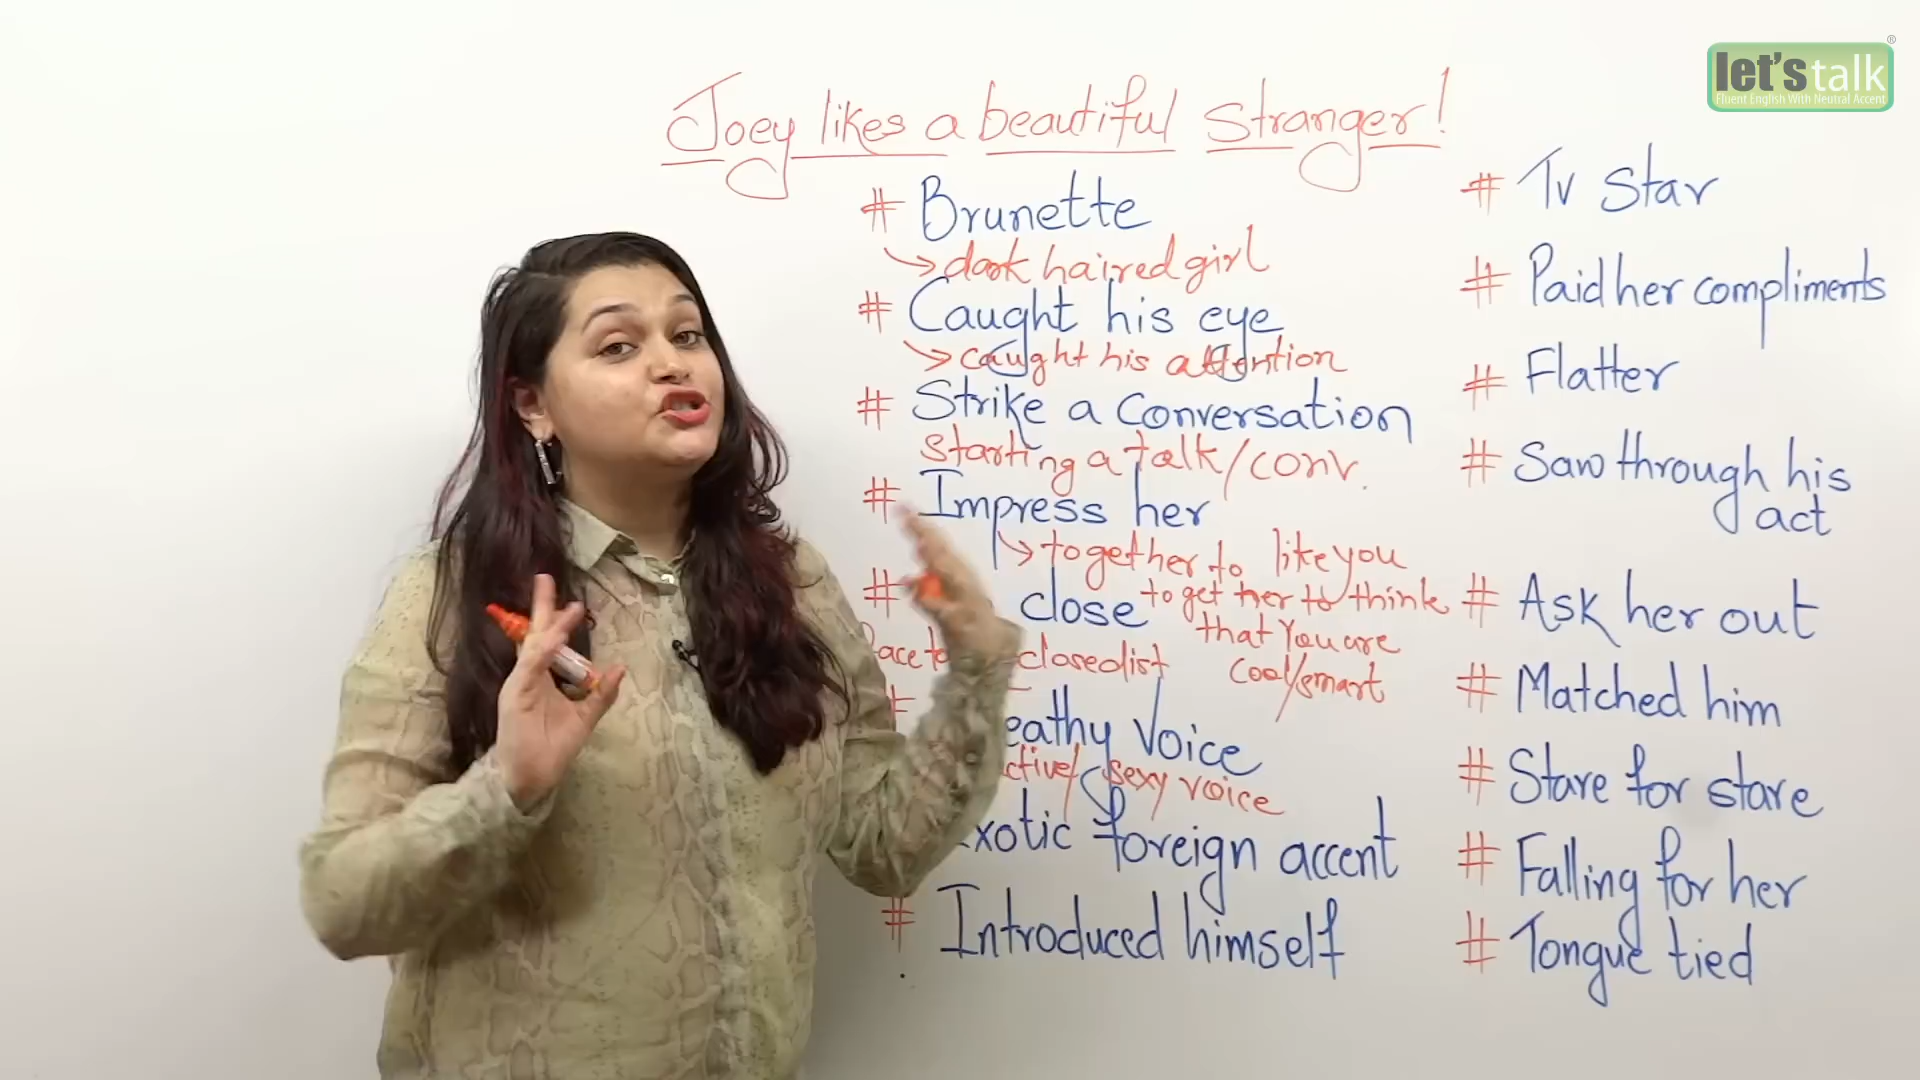 let's talk
®
Fluent English With Neutral Accent
Joey likes a beautiful stranger!
# Brunette
dark haired girl
# Caught his eye
caught his attention
# Strike a conversation
starting a talk/conv.
# Impress her
together to like you
to get her to think
that you are
cool/smart
# close
closedist
voice
sexy voice
foreign accent
# Introduced himself
# TV Star
# Paid her compliments
# Flatter
# Saw through his
act
# Ask her out
# Matched him
# Stare for stare
# Falling for her
# Tongue tied